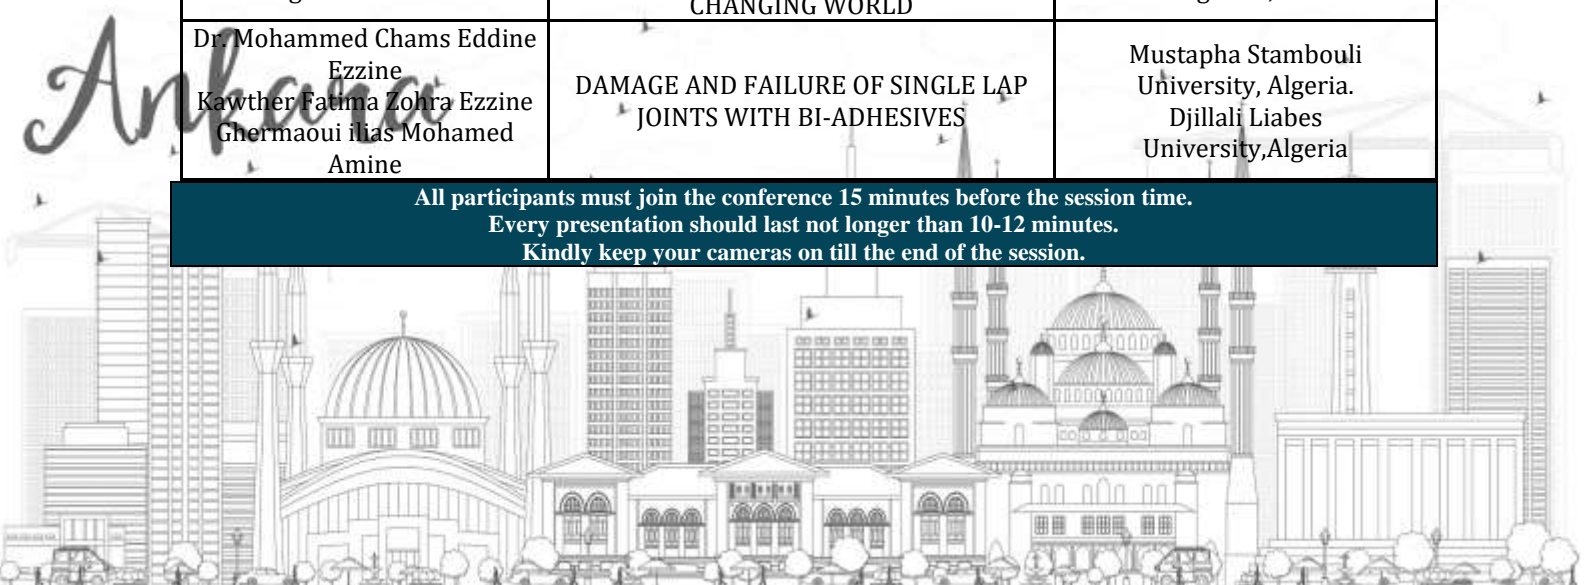 CHANGING WORLD
Ankara
Dr. Mohammed Chams Eddine
Ezzine
Kawther Fatima Zohra Ezzine
Ghermaoui ilias Mohamed
Amine
DAMAGE AND FAILURE OF SINGLE LAP
JOINTS WITH BI-ADHESIVES
Mustapha Stambouli
University, Algeria.
Djillali Liabes
University,Algeria
All participants must join the conference 15 minutes before the session time.
Every presentation should last not longer than 10-12 minutes.
Kindly keep your cameras on till the end of the session.